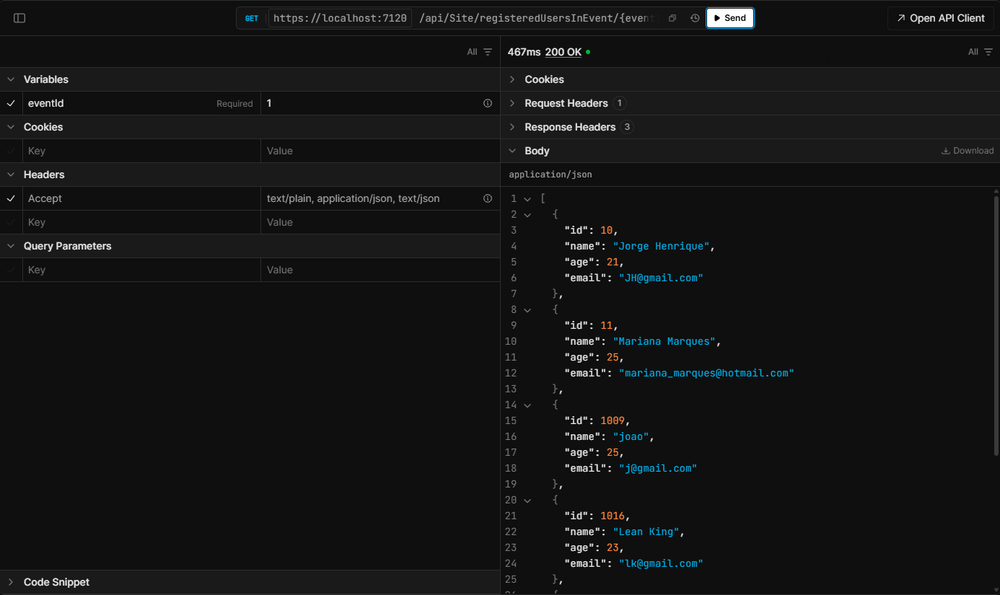 GET https://localhost:7120 /api/Site/registeredUsersInEvent/{event Send Open API Client
All
467ms 200 OK All
Variables
eventId Required 1
Cookies
Key Value
Headers
Accept text/plain, application/json, text/json
Key Value
Query Parameters
Key Value
Code Snippet
Cookies
Request Headers 1
Response Headers 3
Body Download
application/json
1 [
2 {
3 "id": 10,
4 "name": "Jorge Henrique",
5 "age": 21,
6 "email": "JH@gmail.com"
7 },
8 {
9 "id": 11,
10 "name": "Mariana Marques",
11 "age": 25,
12 "email": "mariana_marques@hotmail.com"
13 },
14 {
15 "id": 1009,
16 "name": "joao",
17 "age": 25,
18 "email": "j@gmail.com"
19 },
20 {
21 "id": 1016,
22 "name": "Lean King",
23 "age": 23,
24 "email": "lk@gmail.com"
25 },